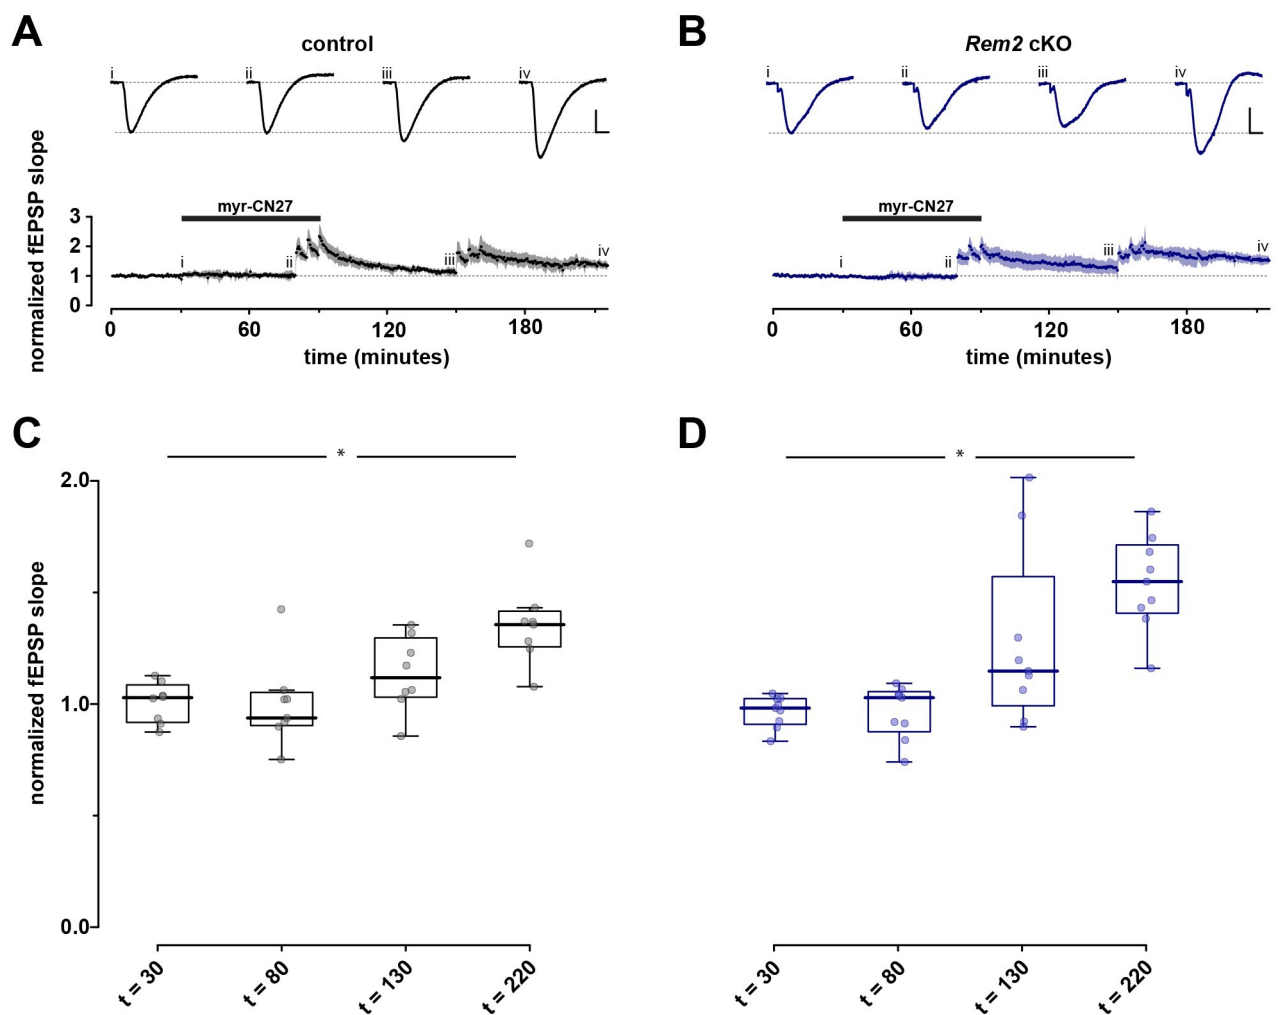 A
control
i ii iii iv
normalized fEPSP slope
myr-CN27
3
2
1
0
i ii iii iv
0 60 120 180
time (minutes)
B
Rem2 cKO
i ii iii iv
myr-CN27
i ii iii iv
0 60 120 180
time (minutes)
C
*
normalized fEPSP slope
2.0
1.0
0.0
t = 30 t = 80 t = 130 t = 220
D
*
t = 30 t = 80 t = 130 t = 220